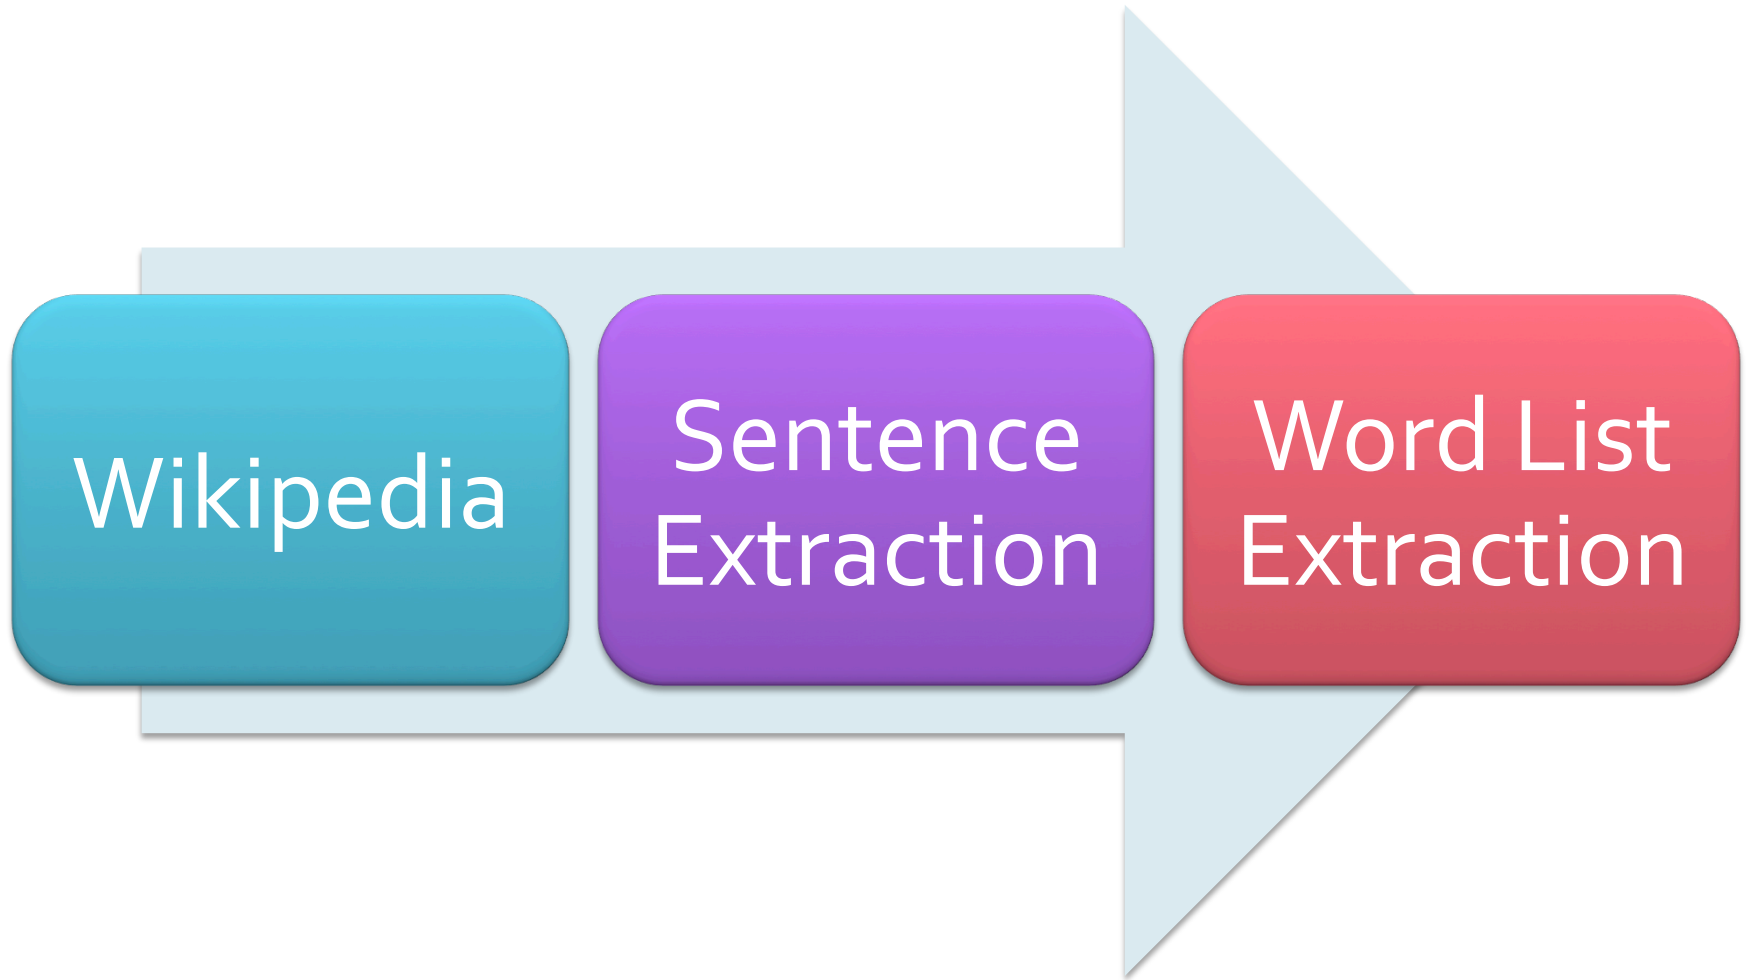 Wikipedia
Sentence
Extraction
Word List
Extraction